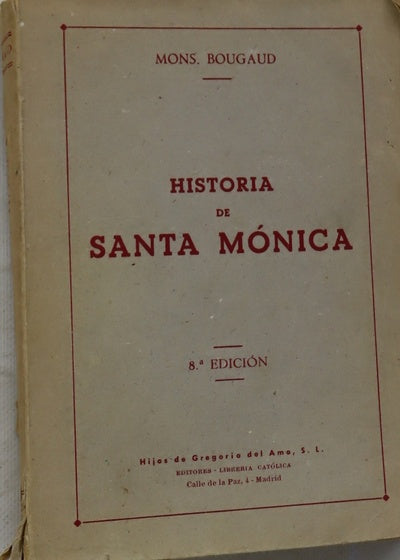 MONS. BOUGAUD
HISTORIA
DE
SANTA MÓNICA
8.ª EDICIÓN
Hijos de Gregorio del Amo, S. L.
EDITORES - LIBRERIA CATÓLICA
Calle de la Paz, 4 - Madrid